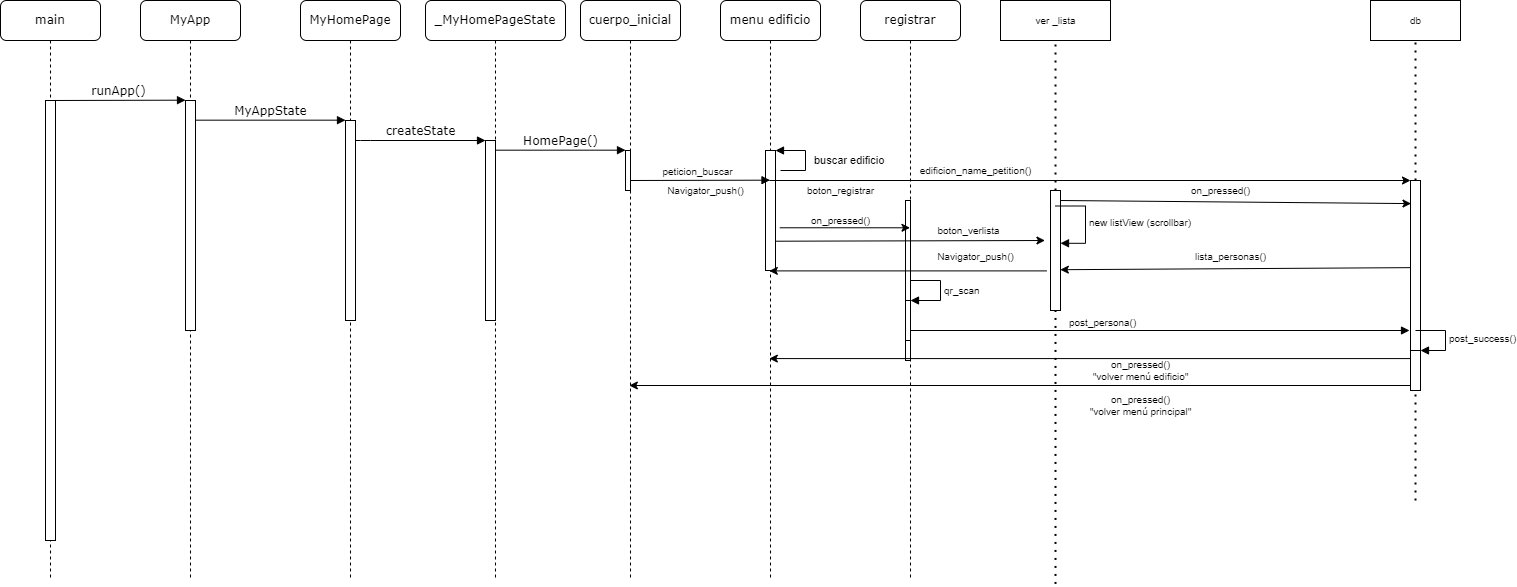 main
MyApp
MyHomePage
_MyHomePageState
cuerpo_inicial
menu edificio
registrar
ver _lista
db
runApp()
MyAppState
createState
HomePage()
buscar edificio
peticion_buscar
edificion_name_petition()
Navigator_push()
boton_registrar
on_pressed()
on_pressed()
new listView (scrollbar)
boton_verlista
Navigator_push()
lista_personas()
qr_scan
post_persona()
post_success()
on_pressed()
"volver menú edificio"
on_pressed()
"volver menú principal"